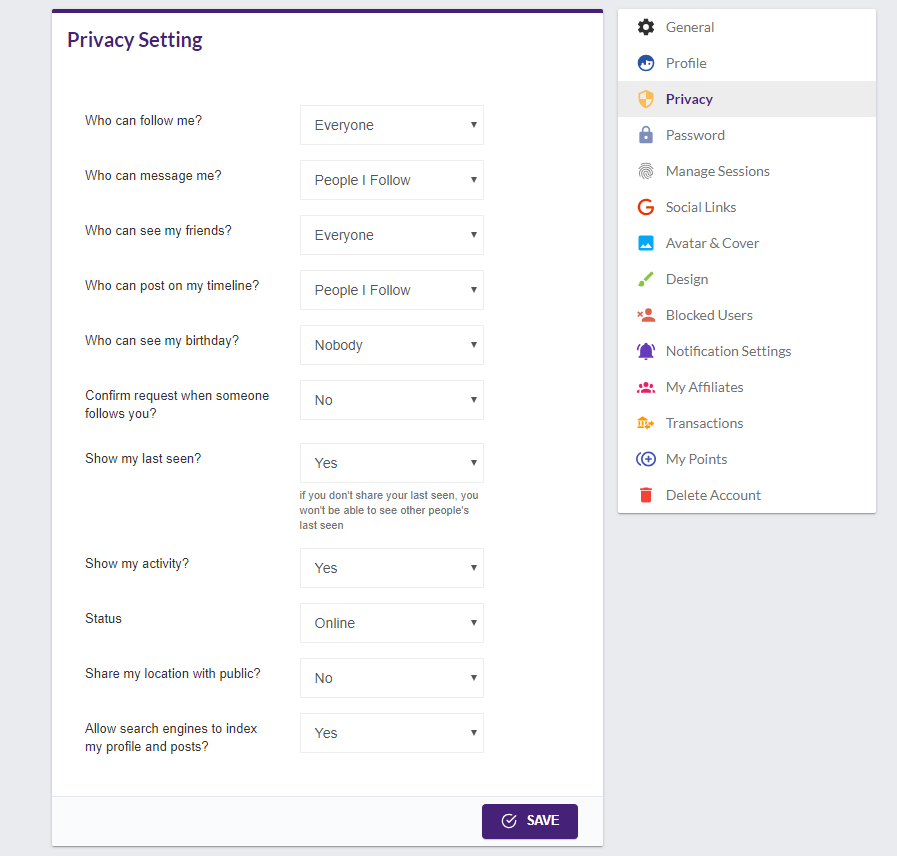 Privacy Setting
Who can follow me?
Everyone
Who can message me?
People I Follow
Who can see my friends?
Everyone
Who can post on my timeline?
People I Follow
Who can see my birthday?
Nobody
Confirm request when someone
follows you?
No
Show my last seen?
Yes
if you don't share your last seen, you
won't be able to see other people's
last seen
Show my activity?
Yes
Status
Online
Share my location with public?
No
Allow search engines to index
my profile and posts?
Yes
SAVE
General
Profile
Privacy
Password
Manage Sessions
Social Links
Avatar & Cover
Design
Blocked Users
Notification Settings
My Affiliates
Transactions
My Points
Delete Account